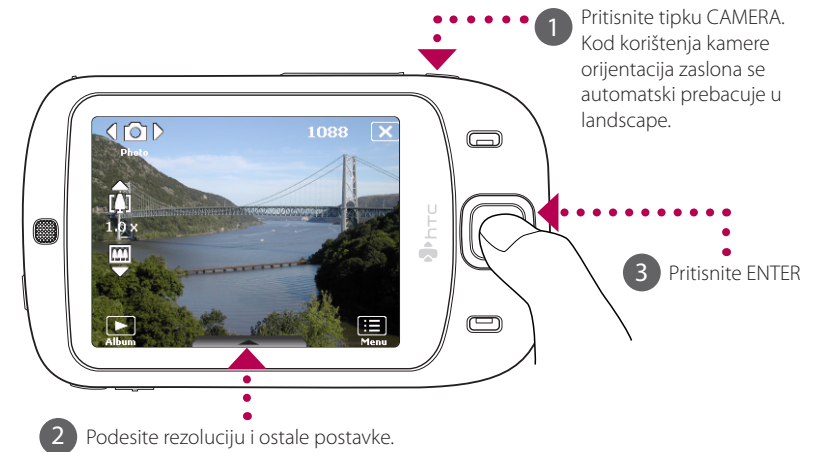 1
Pritisnite tipku CAMERA.
Kod korištenja kamere
orijentacija zaslona se
automatski prebacuje u
landscape.
1088
Photo
1.0 x
hTC
3 Pritisnite ENTER
Album
Menu
2 Podesite rezoluciju i ostale postavke.